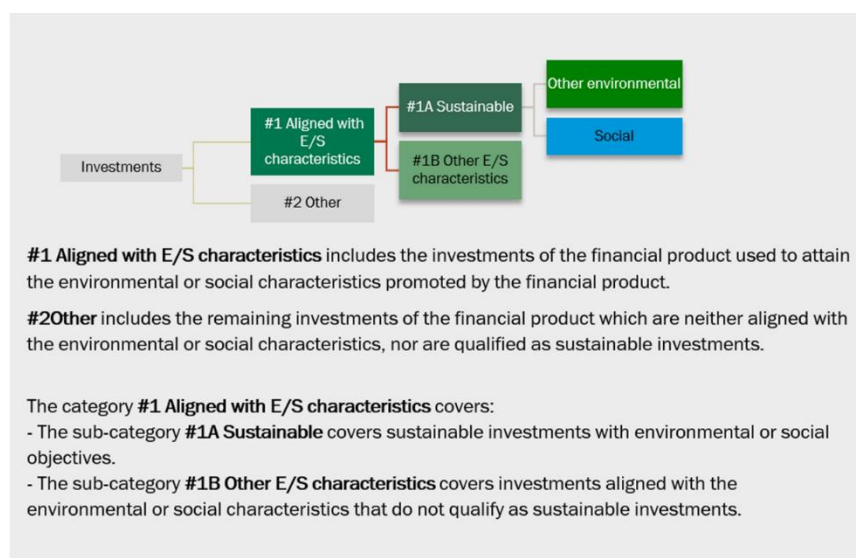 Other environmental
#1A Sustainable
#1 Aligned with
E/S
characteristics
Social
Investments
#1B Other E/S
characteristics
#2 Other
#1 Aligned with E/S characteristics includes the investments of the financial product used to attain
the environmental or social characteristics promoted by the financial product.
#2Other includes the remaining investments of the financial product which are neither aligned with
the environmental or social characteristics, nor are qualified as sustainable investments.
The category #1 Aligned with E/S characteristics covers:
- The sub-category #1A Sustainable covers sustainable investments with environmental or social
objectives.
- The sub-category #1B Other E/S characteristics covers investments aligned with the
environmental or social characteristics that do not qualify as sustainable investments.